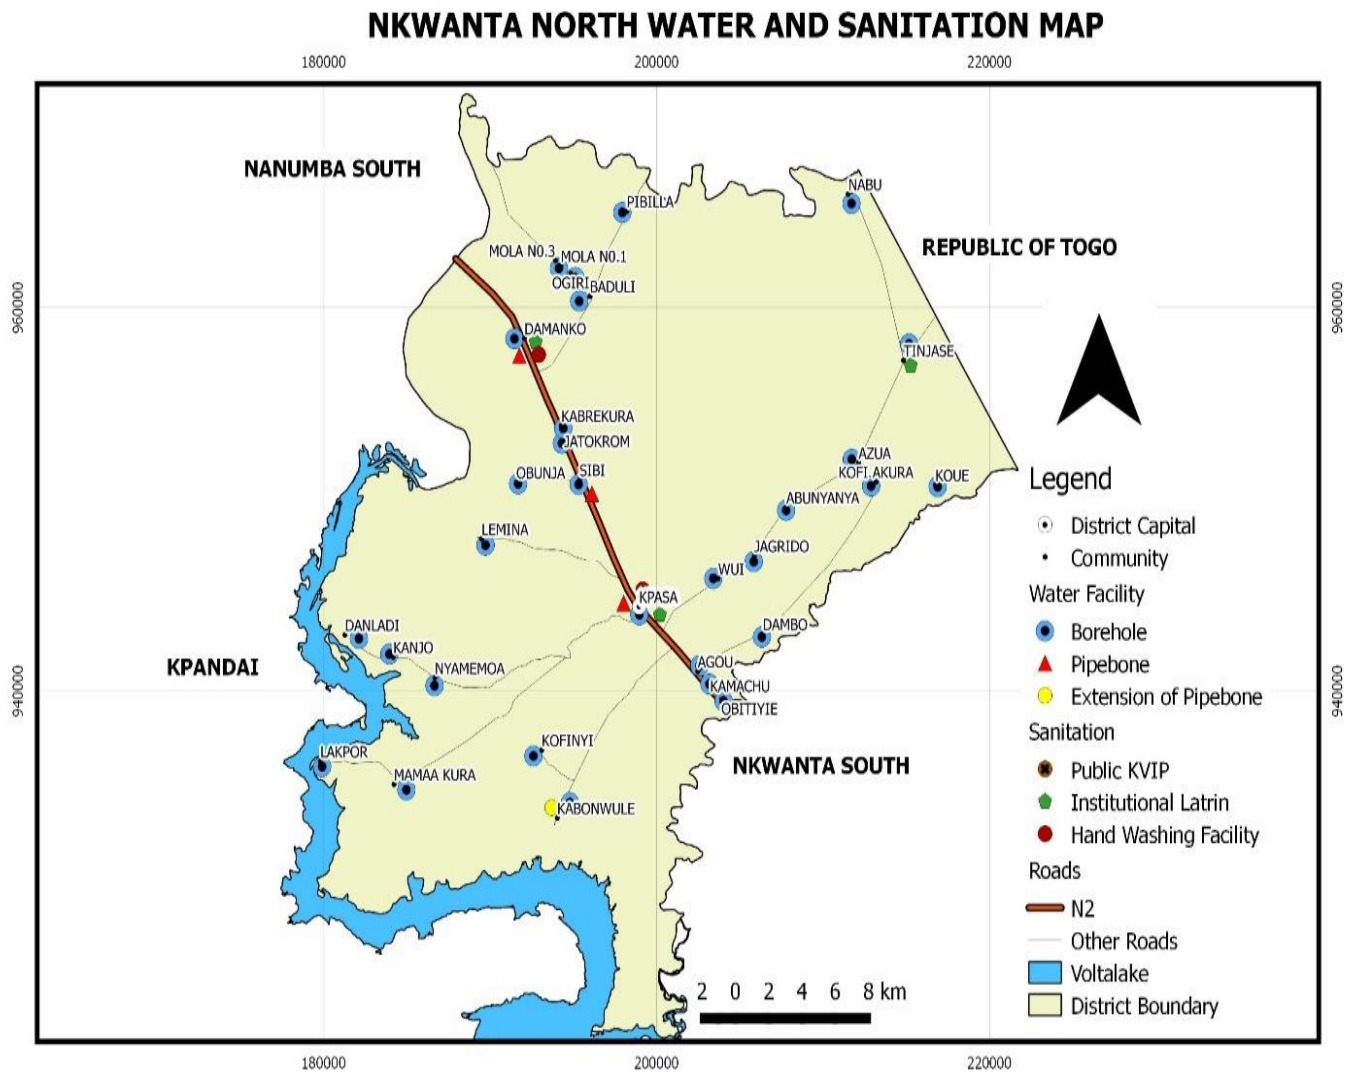 NKWANTA NORTH WATER AND SANITATION MAP
180000
200000
220000
NANUMBA SOUTH
NABU
PIBILLA
REPUBLIC OF TOGO
MOLA N0.3
MOLA N0.1
OGIRI
BADULI
960000
960000
DAMANKO
TINJASE
KABREKURA
JATOKROM
AZUA
OBUNJA
SIBI
KOFI AKURA
KOUE
Legend
ABUNYANYA
District Capital
LEMINA
JAGRIDO
Community
WUI
Water Facility
KPASA
DANLADI
DAMBO
Borehole
KANJO
KPANDAI
NYAMEMOA
AGOU
Pipebone
KAMACHU
940000
940000
OBITIYIE
Extension of Pipebone
Sanitation
LAKPOR
KOFINYI
NKWANTA SOUTH
Public KVIP
MAMAA KURA
KABONWULE
Institutional Latrin
Hand Washing Facility
Roads
N2
Other Roads
Voltalake
2 0 2 4 6 8 km
District Boundary
180000
200000
220000